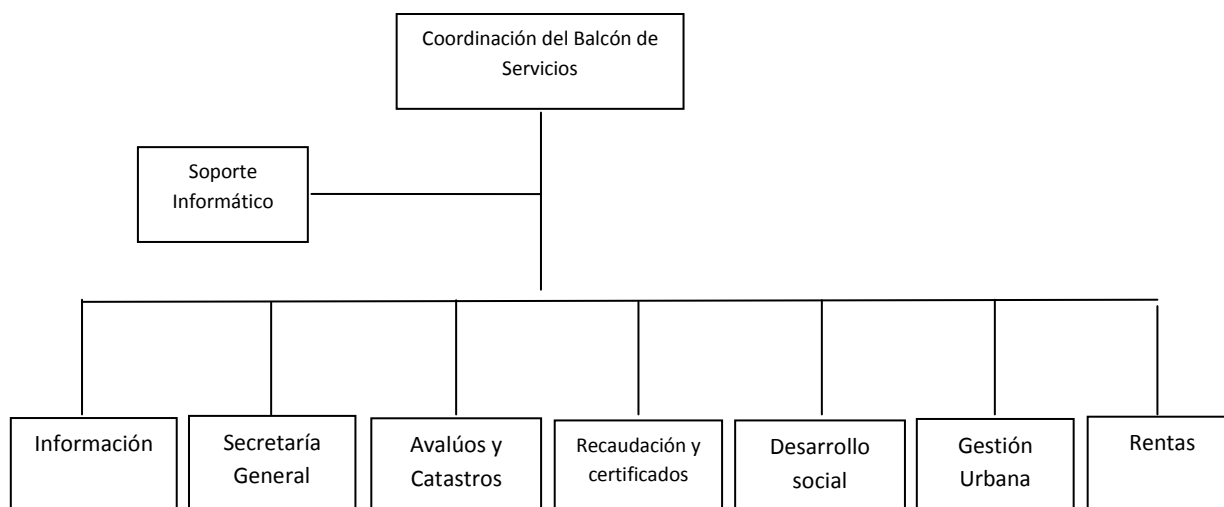 Coordinación del Balcón de
Servicios
Soporte
Informático
Información
Secretaría
General
Avalúos y
Catastros
Recaudación y
certificados
Desarrollo
social
Gestión
Urbana
Rentas